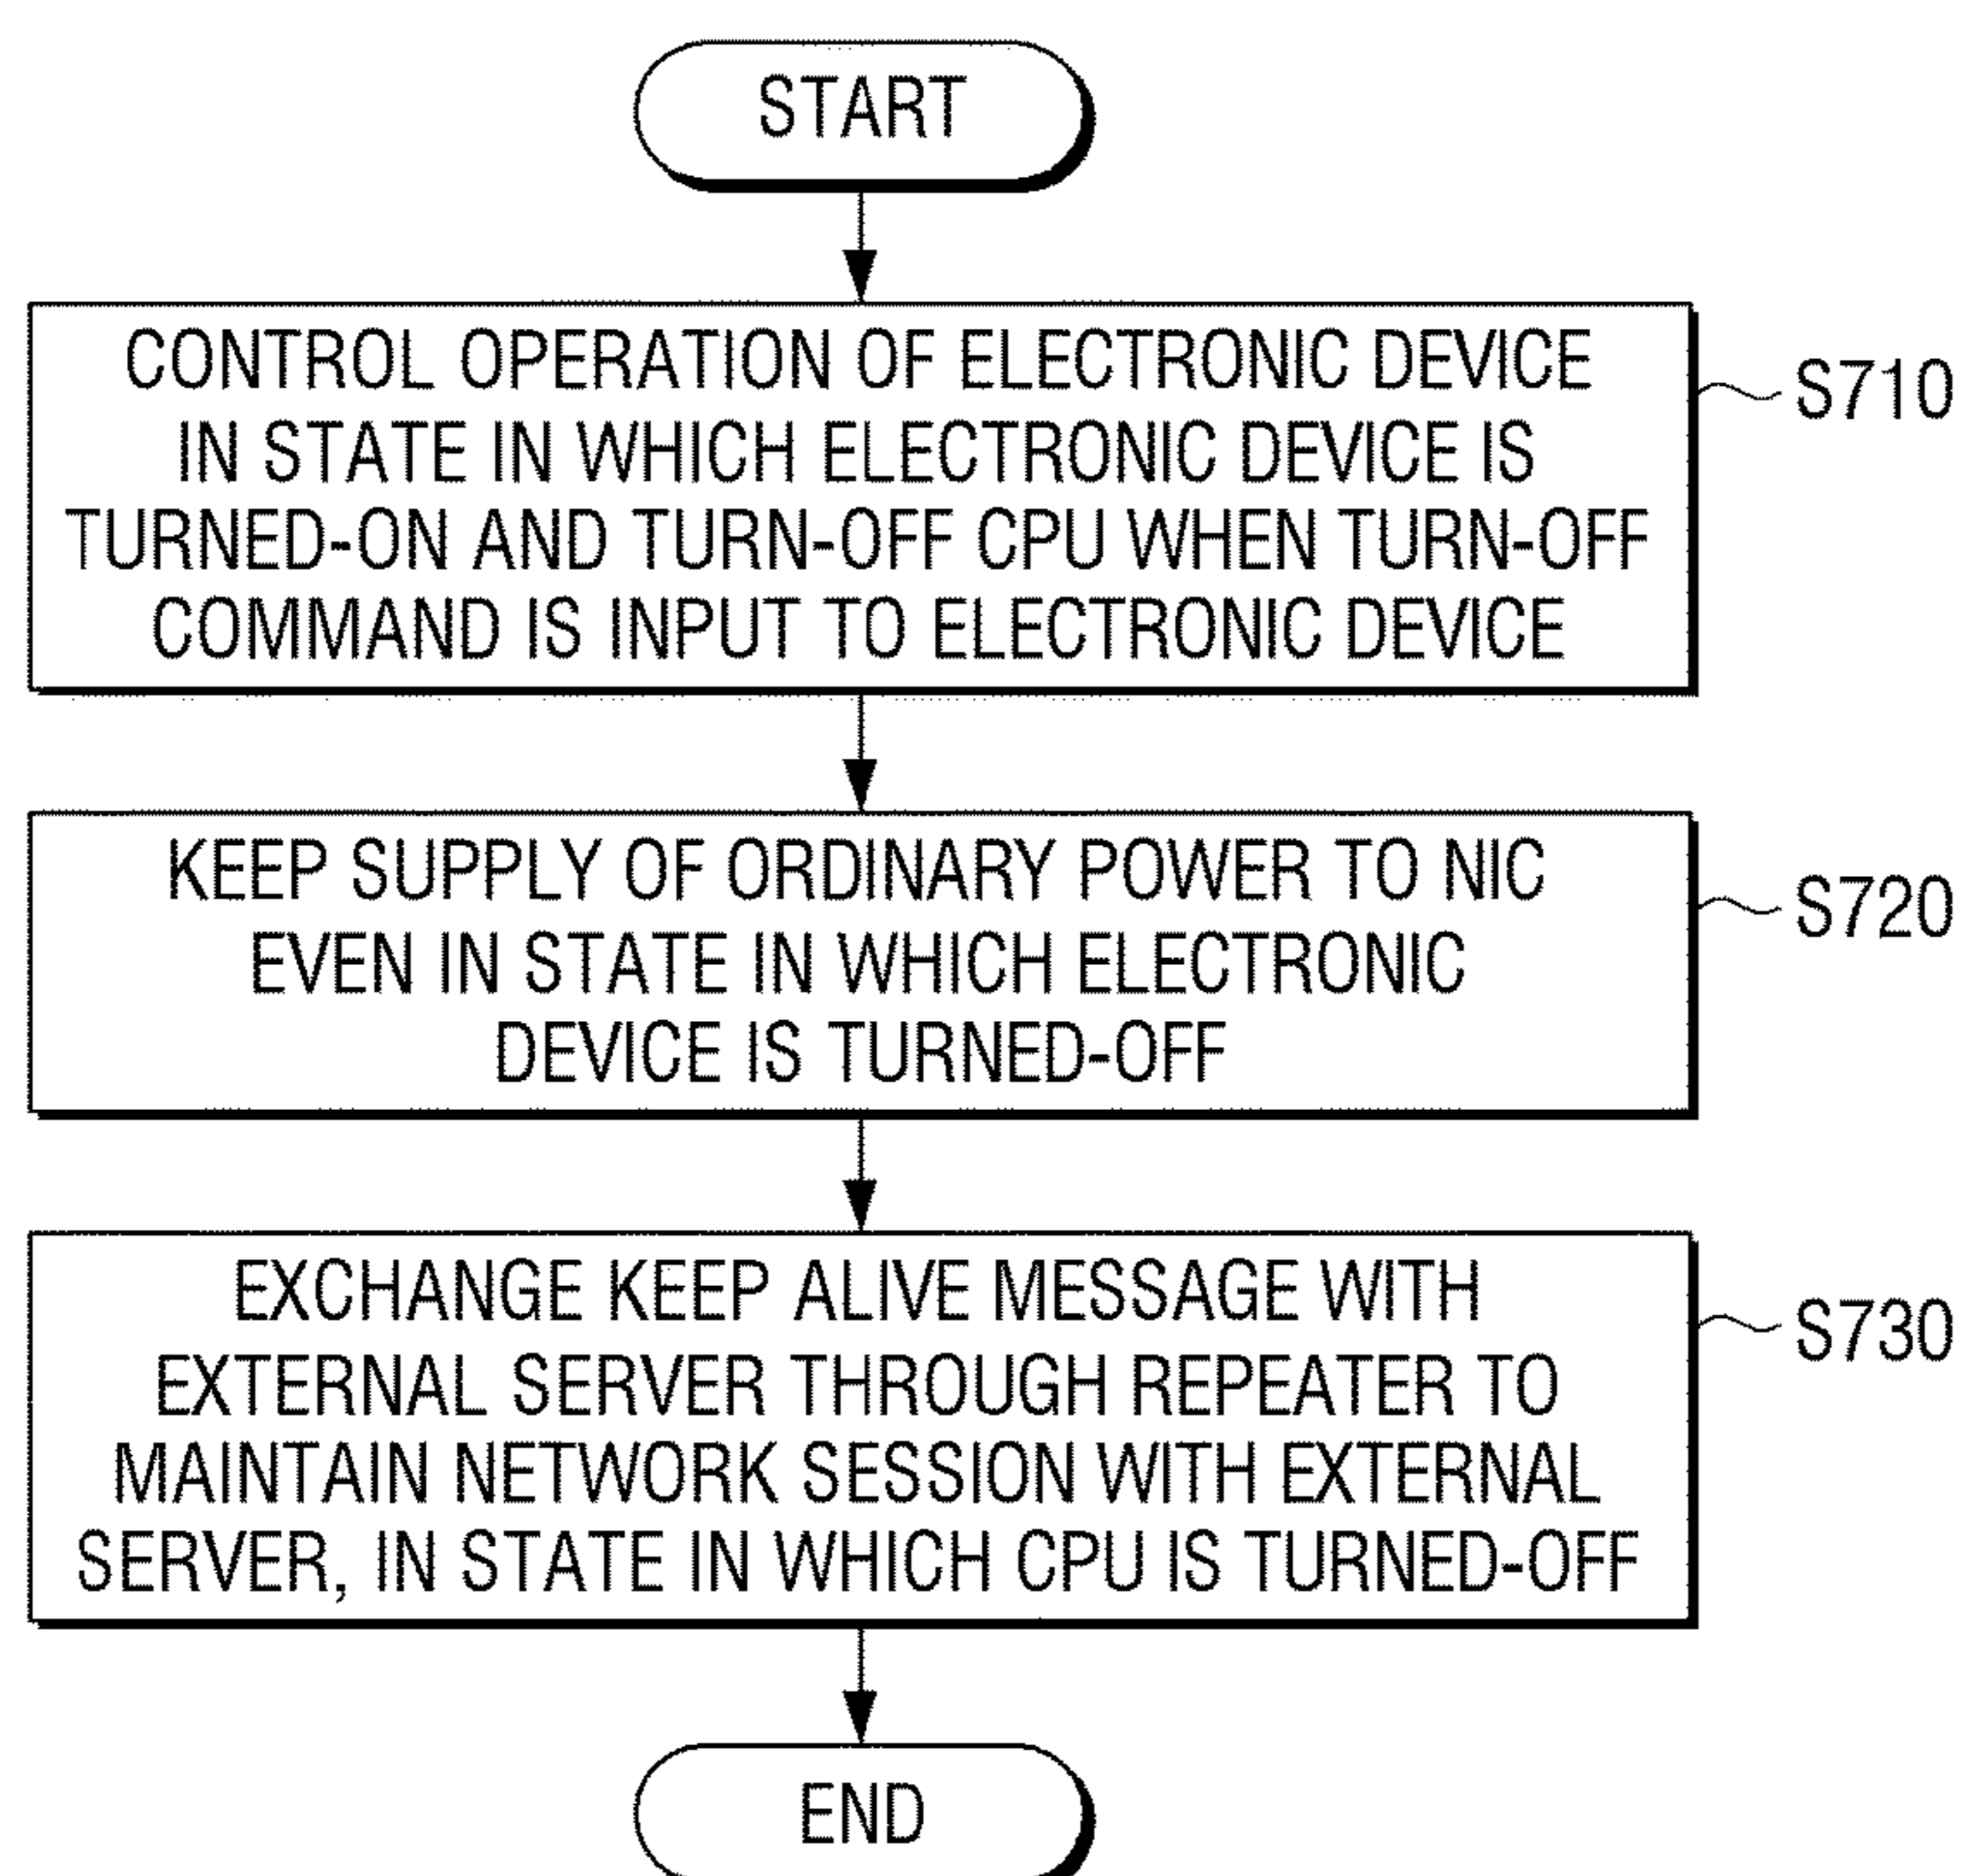 START
CONTROL OPERATION OF ELECTRONIC DEVICE
IN STATE IN WHICH ELECTRONIC DEVICE IS
TURNED-ON AND TURN-OFF CPU WHEN TURN-OFF
COMMAND IS INPUT TO ELECTRONIC DEVICE
S710
KEEP SUPPLY OF ORDINARY POWER TO NIC
EVEN IN STATE IN WHICH ELECTRONIC
DEVICE IS TURNED-OFF
S720
EXCHANGE KEEP ALIVE MESSAGE WITH
EXTERNAL SERVER THROUGH REPEATER TO
MAINTAIN NETWORK SESSION WITH EXTERNAL
SERVER, IN STATE IN WHICH CPU IS TURNED-OFF
S730
END